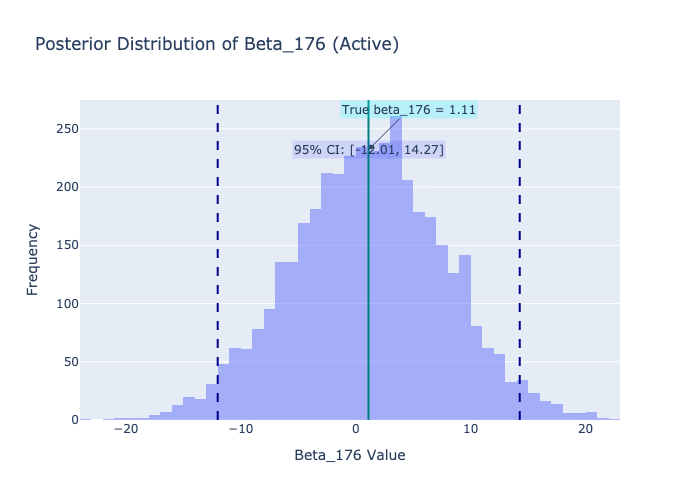 Posterior Distribution of Beta_176 (Active)
True beta_176 = 1.11
95% CI: [-12.01, 14.27]
250
200
150
100
50
0
Frequency
−20
−10
0
10
20
Beta_176 Value